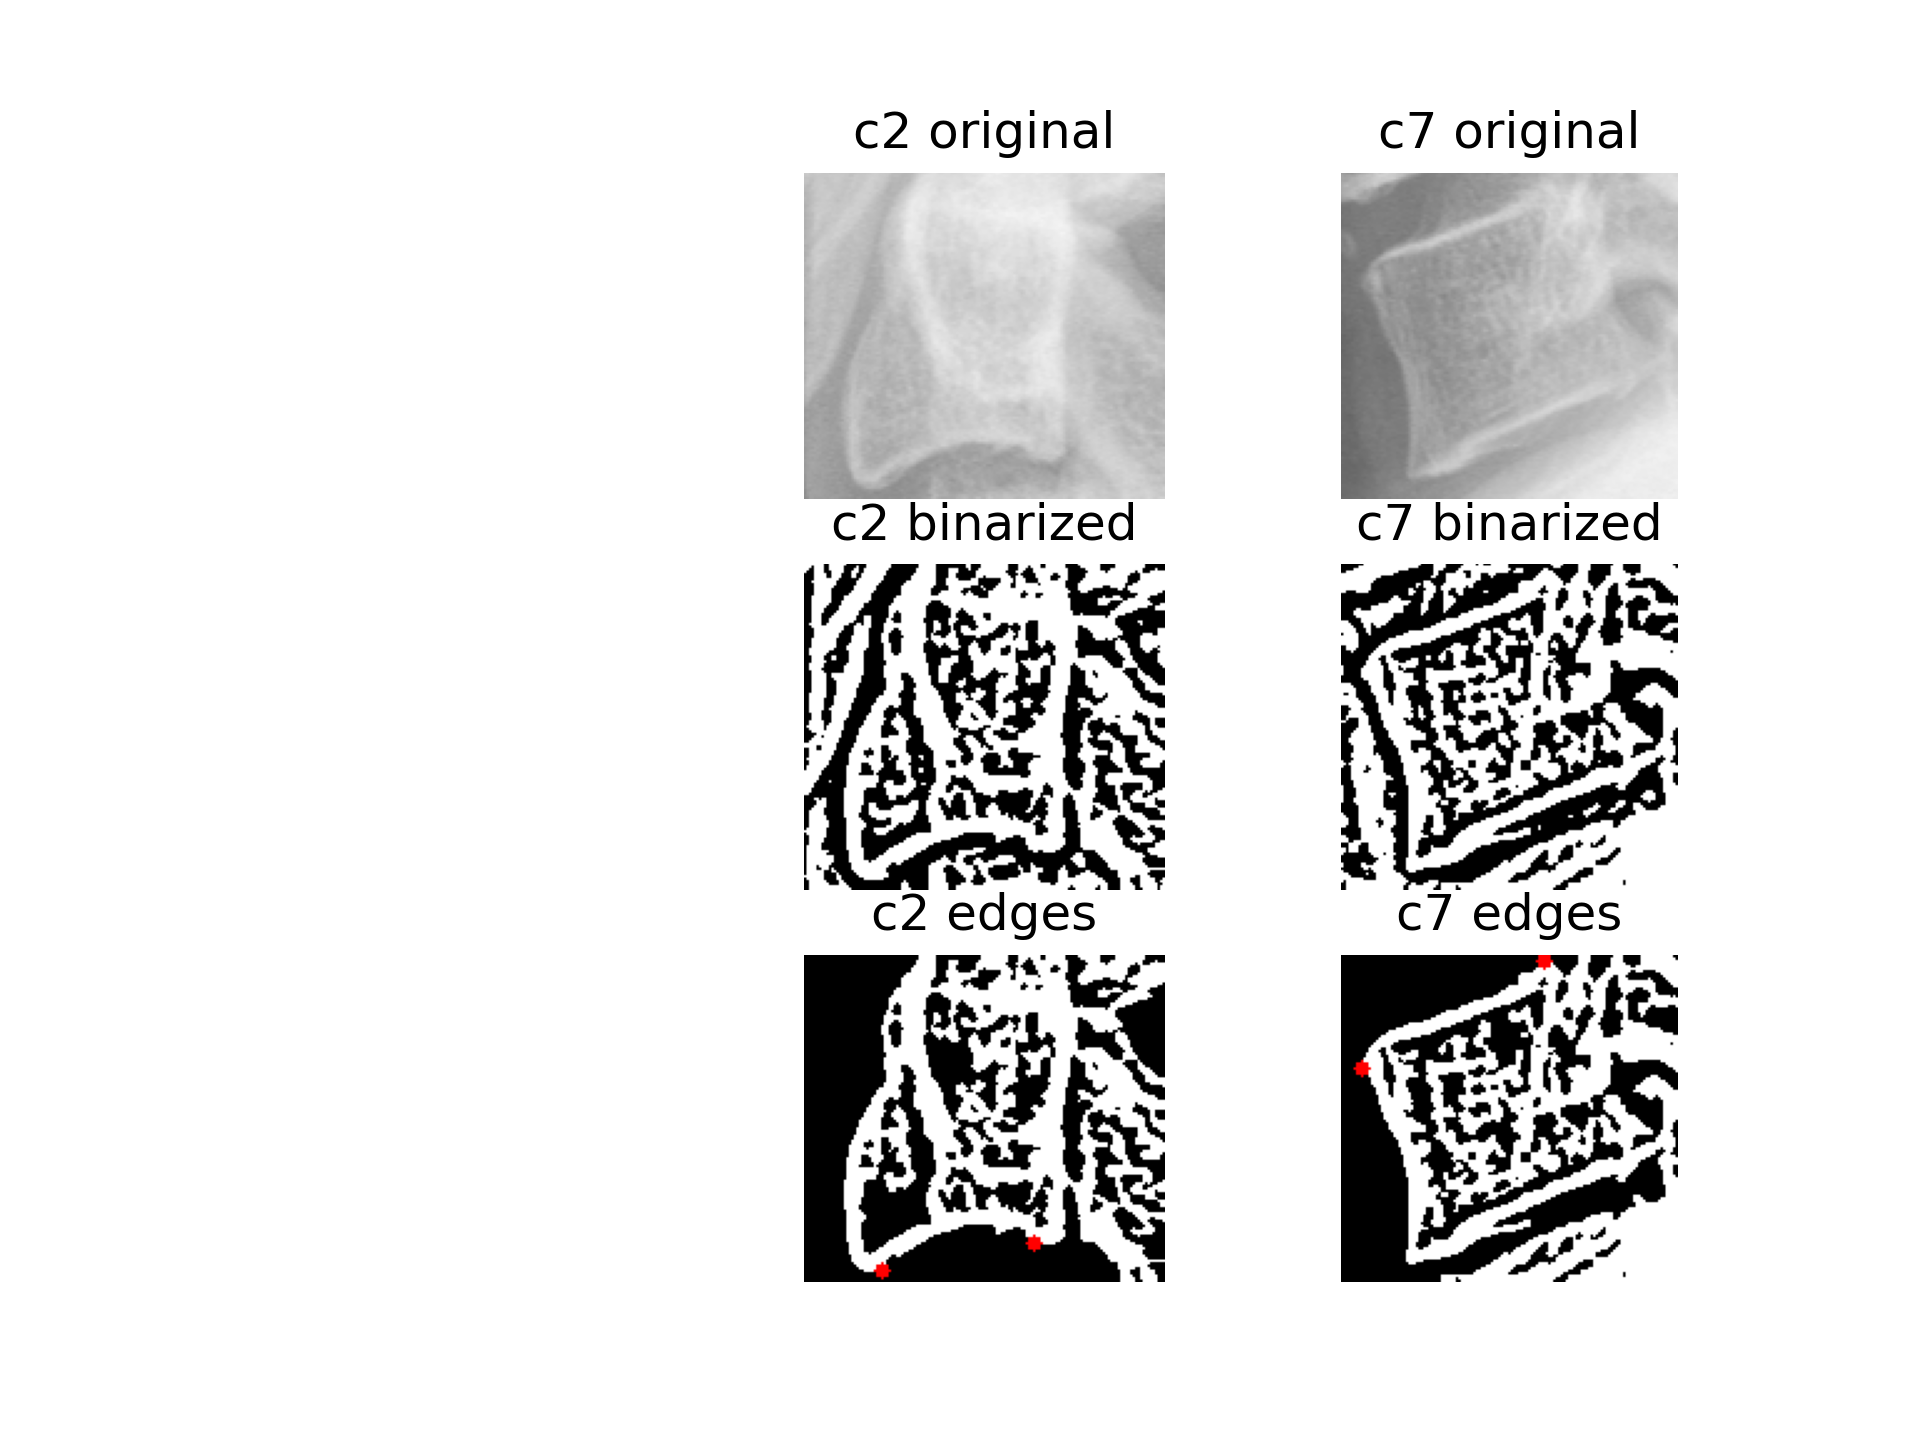 c2 original
c7 original
c2 binarized
c7 binarized
c2 edges
c7 edges